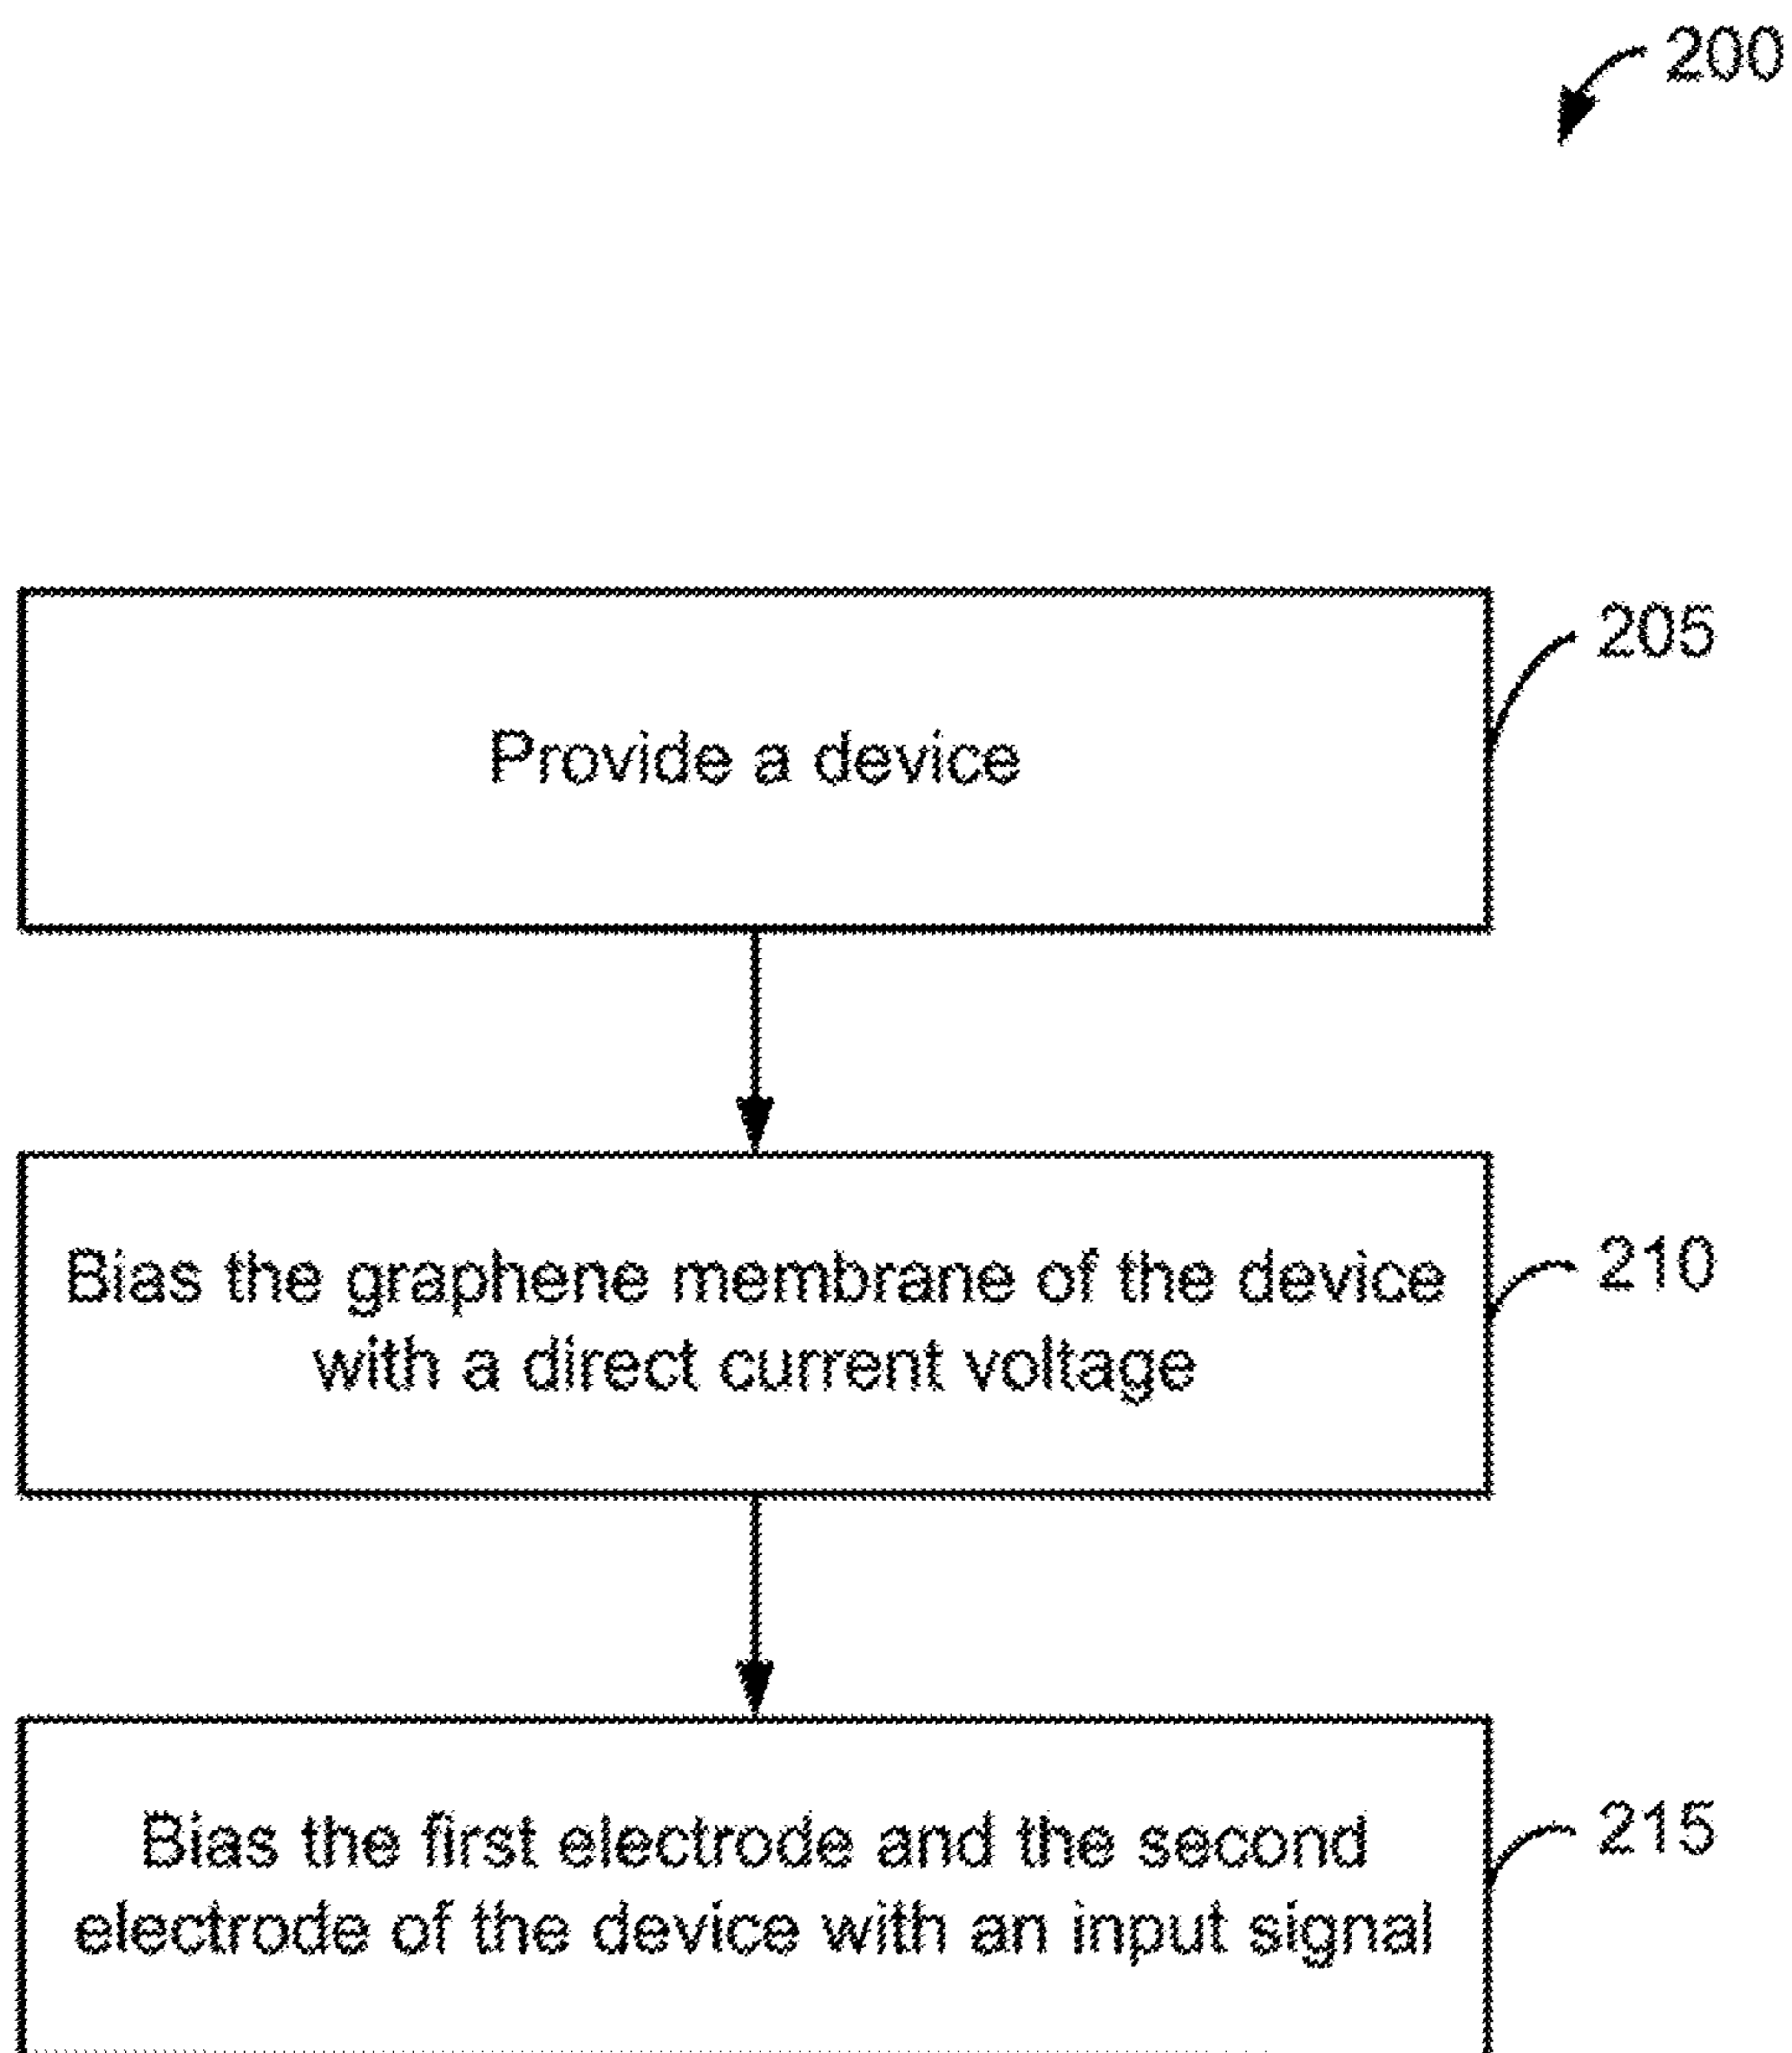 200
205
Provide a device
210
Bias the graphene membrane of the device
with a direct current voltage
215
Bias the first electrode and the second
electrode of the device with an input signal